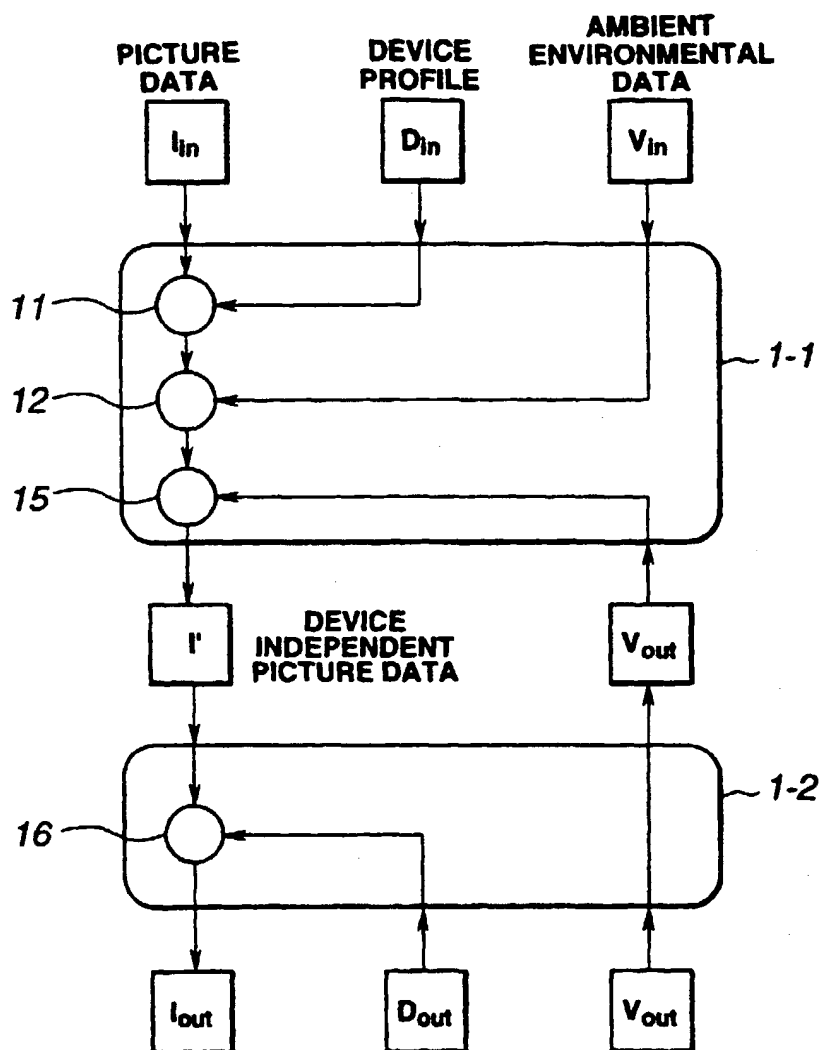 PICTURE
DATA
DEVICE
PROFILE
AMBIENT
ENVIRONMENTAL
DATA
Iin
Din
Vin
11
12
15
1-1
I'
DEVICE
INDEPENDENT
PICTURE DATA
Vout
16
1-2
Iout
Dout
Vout